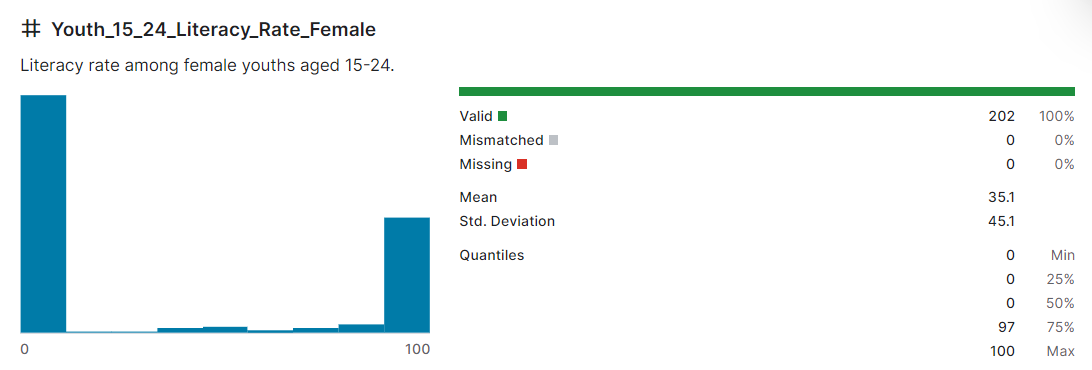 # Youth_15_24_Literacy_Rate_Female
Literacy rate among female youths aged 15-24.
0 100
Valid 202 100%
Mismatched 0 0%
Missing 0 0%
Mean 35.1
Std. Deviation 45.1
Quantiles 0 Min
0 25%
0 50%
97 75%
100 Max